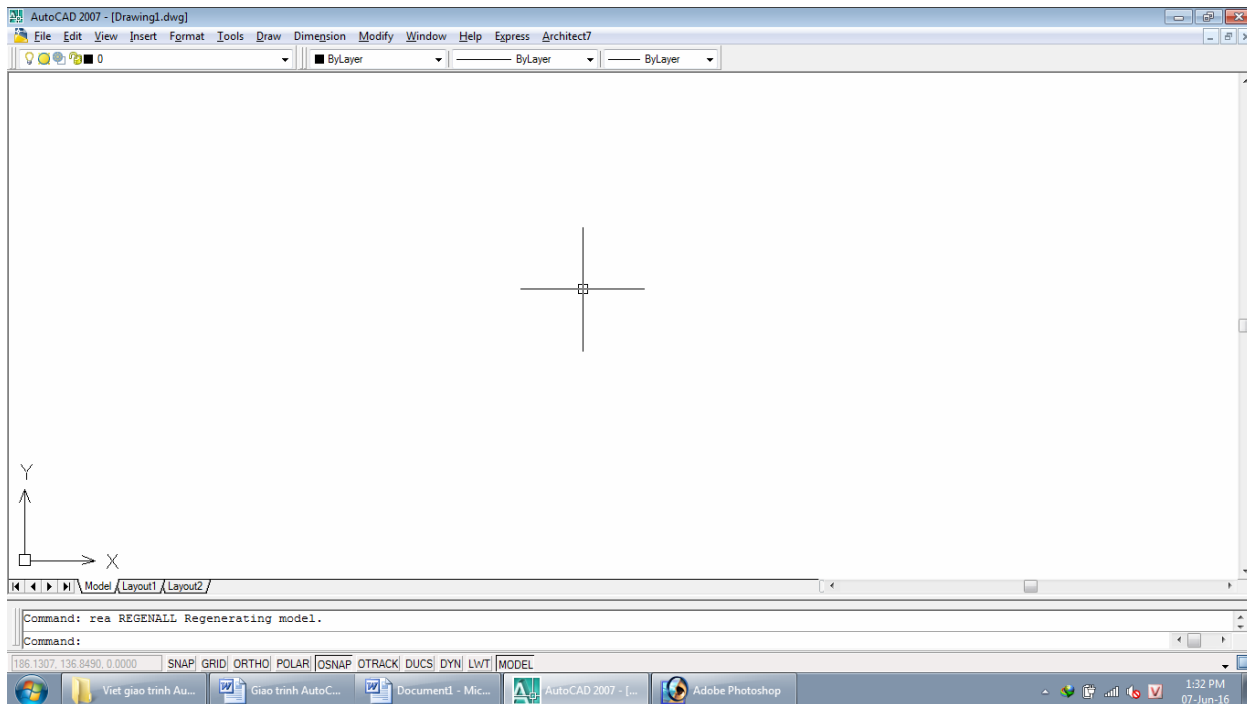 AutoCAD 2007 - [Drawing1.dwg]
File Edit View Insert Format Tools Draw Dimension Modify Window Help Express Architect7
0 ByLayer ByLayer ByLayer
Y
X
Model Layout1 Layout2
Command: rea REGENALL Regenerating model.
Command:
186.1307, 136.8490, 0.0000 SNAP GRID ORTHO POLAR OSNAP OTRACK DUCS DYN LWT MODEL
Viet giao trinh Au... Giao trinh AutoC... Document1 - Mic... AutoCAD 2007 - [... Adobe Photoshop V 1:32 PM
07-Jun-16